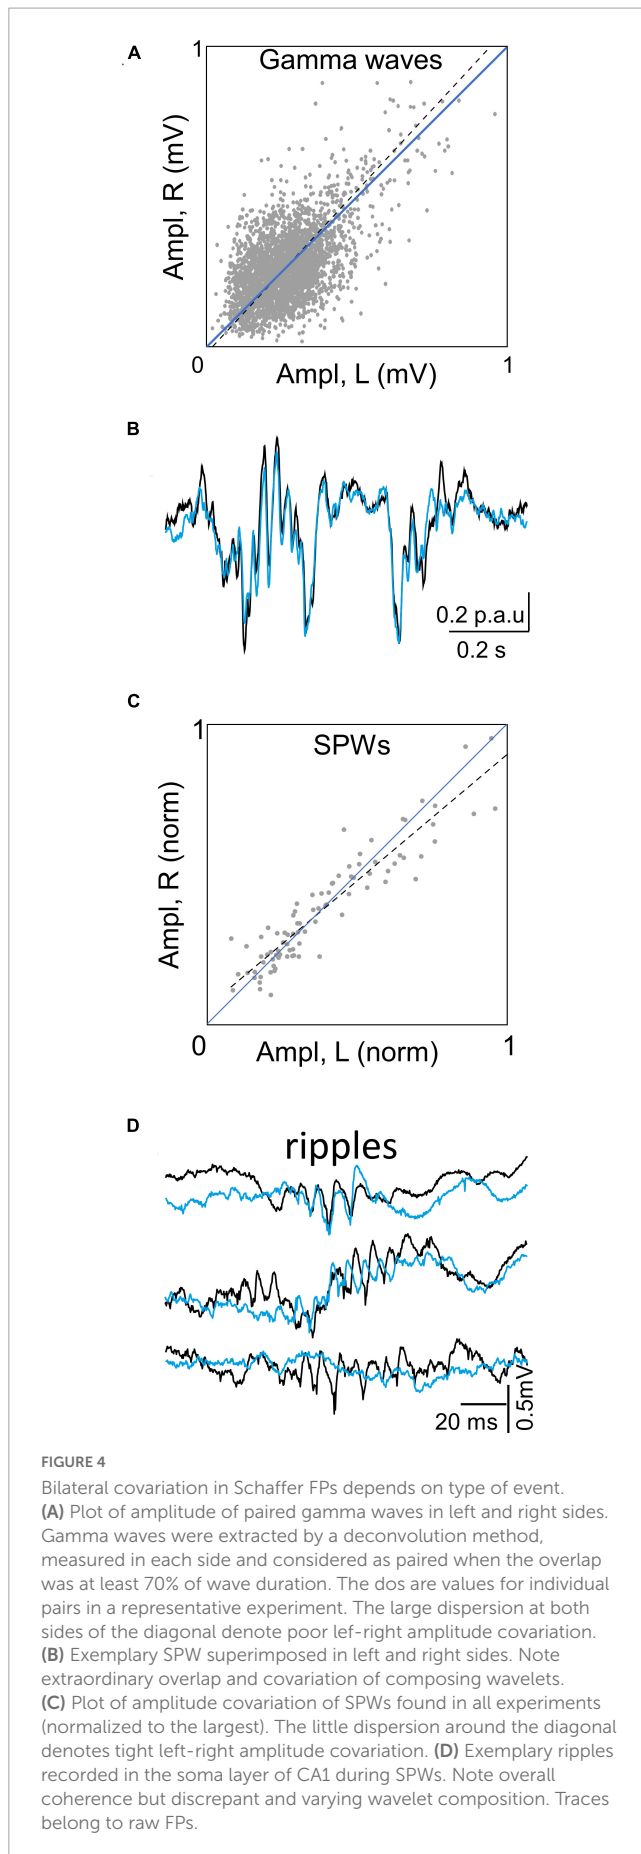 A
1
Gamma waves
Ampl, R (mV)
0
Ampl, L (mV)
1
B
0.2 p.a.u
0.2 s
C
1
SPWs
Ampl, R (norm)
0
Ampl, L (norm)
1
D
ripples
20 ms
0.5mV
FIGURE 4
Bilateral covariation in Schaffer FPs depends on type of event.
(A) Plot of amplitude of paired gamma waves in left and right sides.
Gamma waves were extracted by a deconvolution method,
measured in each side and considered as paired when the overlap
was at least 70% of wave duration. The dos are values for individual
pairs in a representative experiment. The large dispersion at both
sides of the diagonal denote poor lef-right amplitude covariation.
(B) Exemplary SPW superimposed in left and right sides. Note
extraordinary overlap and covariation of composing wavelets.
(C) Plot of amplitude covariation of SPWs found in all experiments
(normalized to the largest). The little dispersion around the diagonal
denotes tight left-right amplitude covariation. (D) Exemplary ripples
recorded in the soma layer of CA1 during SPWs. Note overall
coherence but discrepant and varying wavelet composition. Traces
belong to raw FPs.